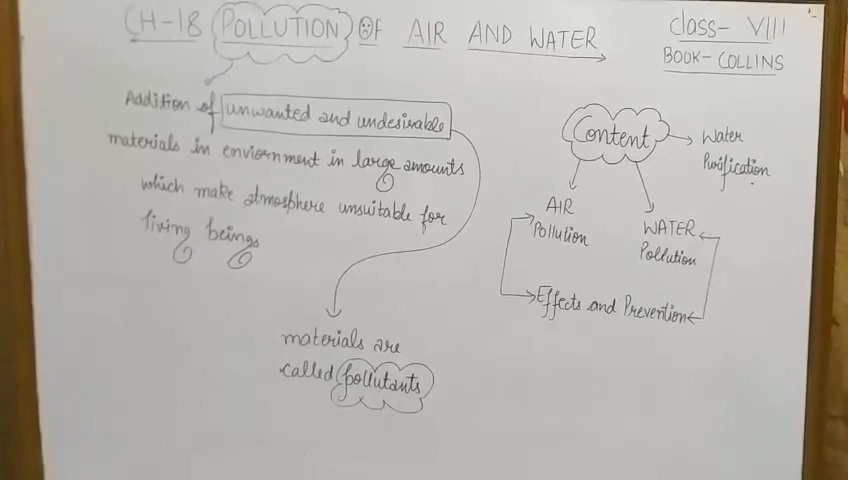 CH-18 POLLUTION OF AIR AND WATER
Class- VIII
BOOK- COLLINS
Addition of unwanted and undesirable
materials in enviornment in large amounts
which make atmosphere unsuitable for
living beings
materials are
called pollutants
Content
Water
Purification
AIR
Pollution
WATER
Pollution
Effects and Prevention